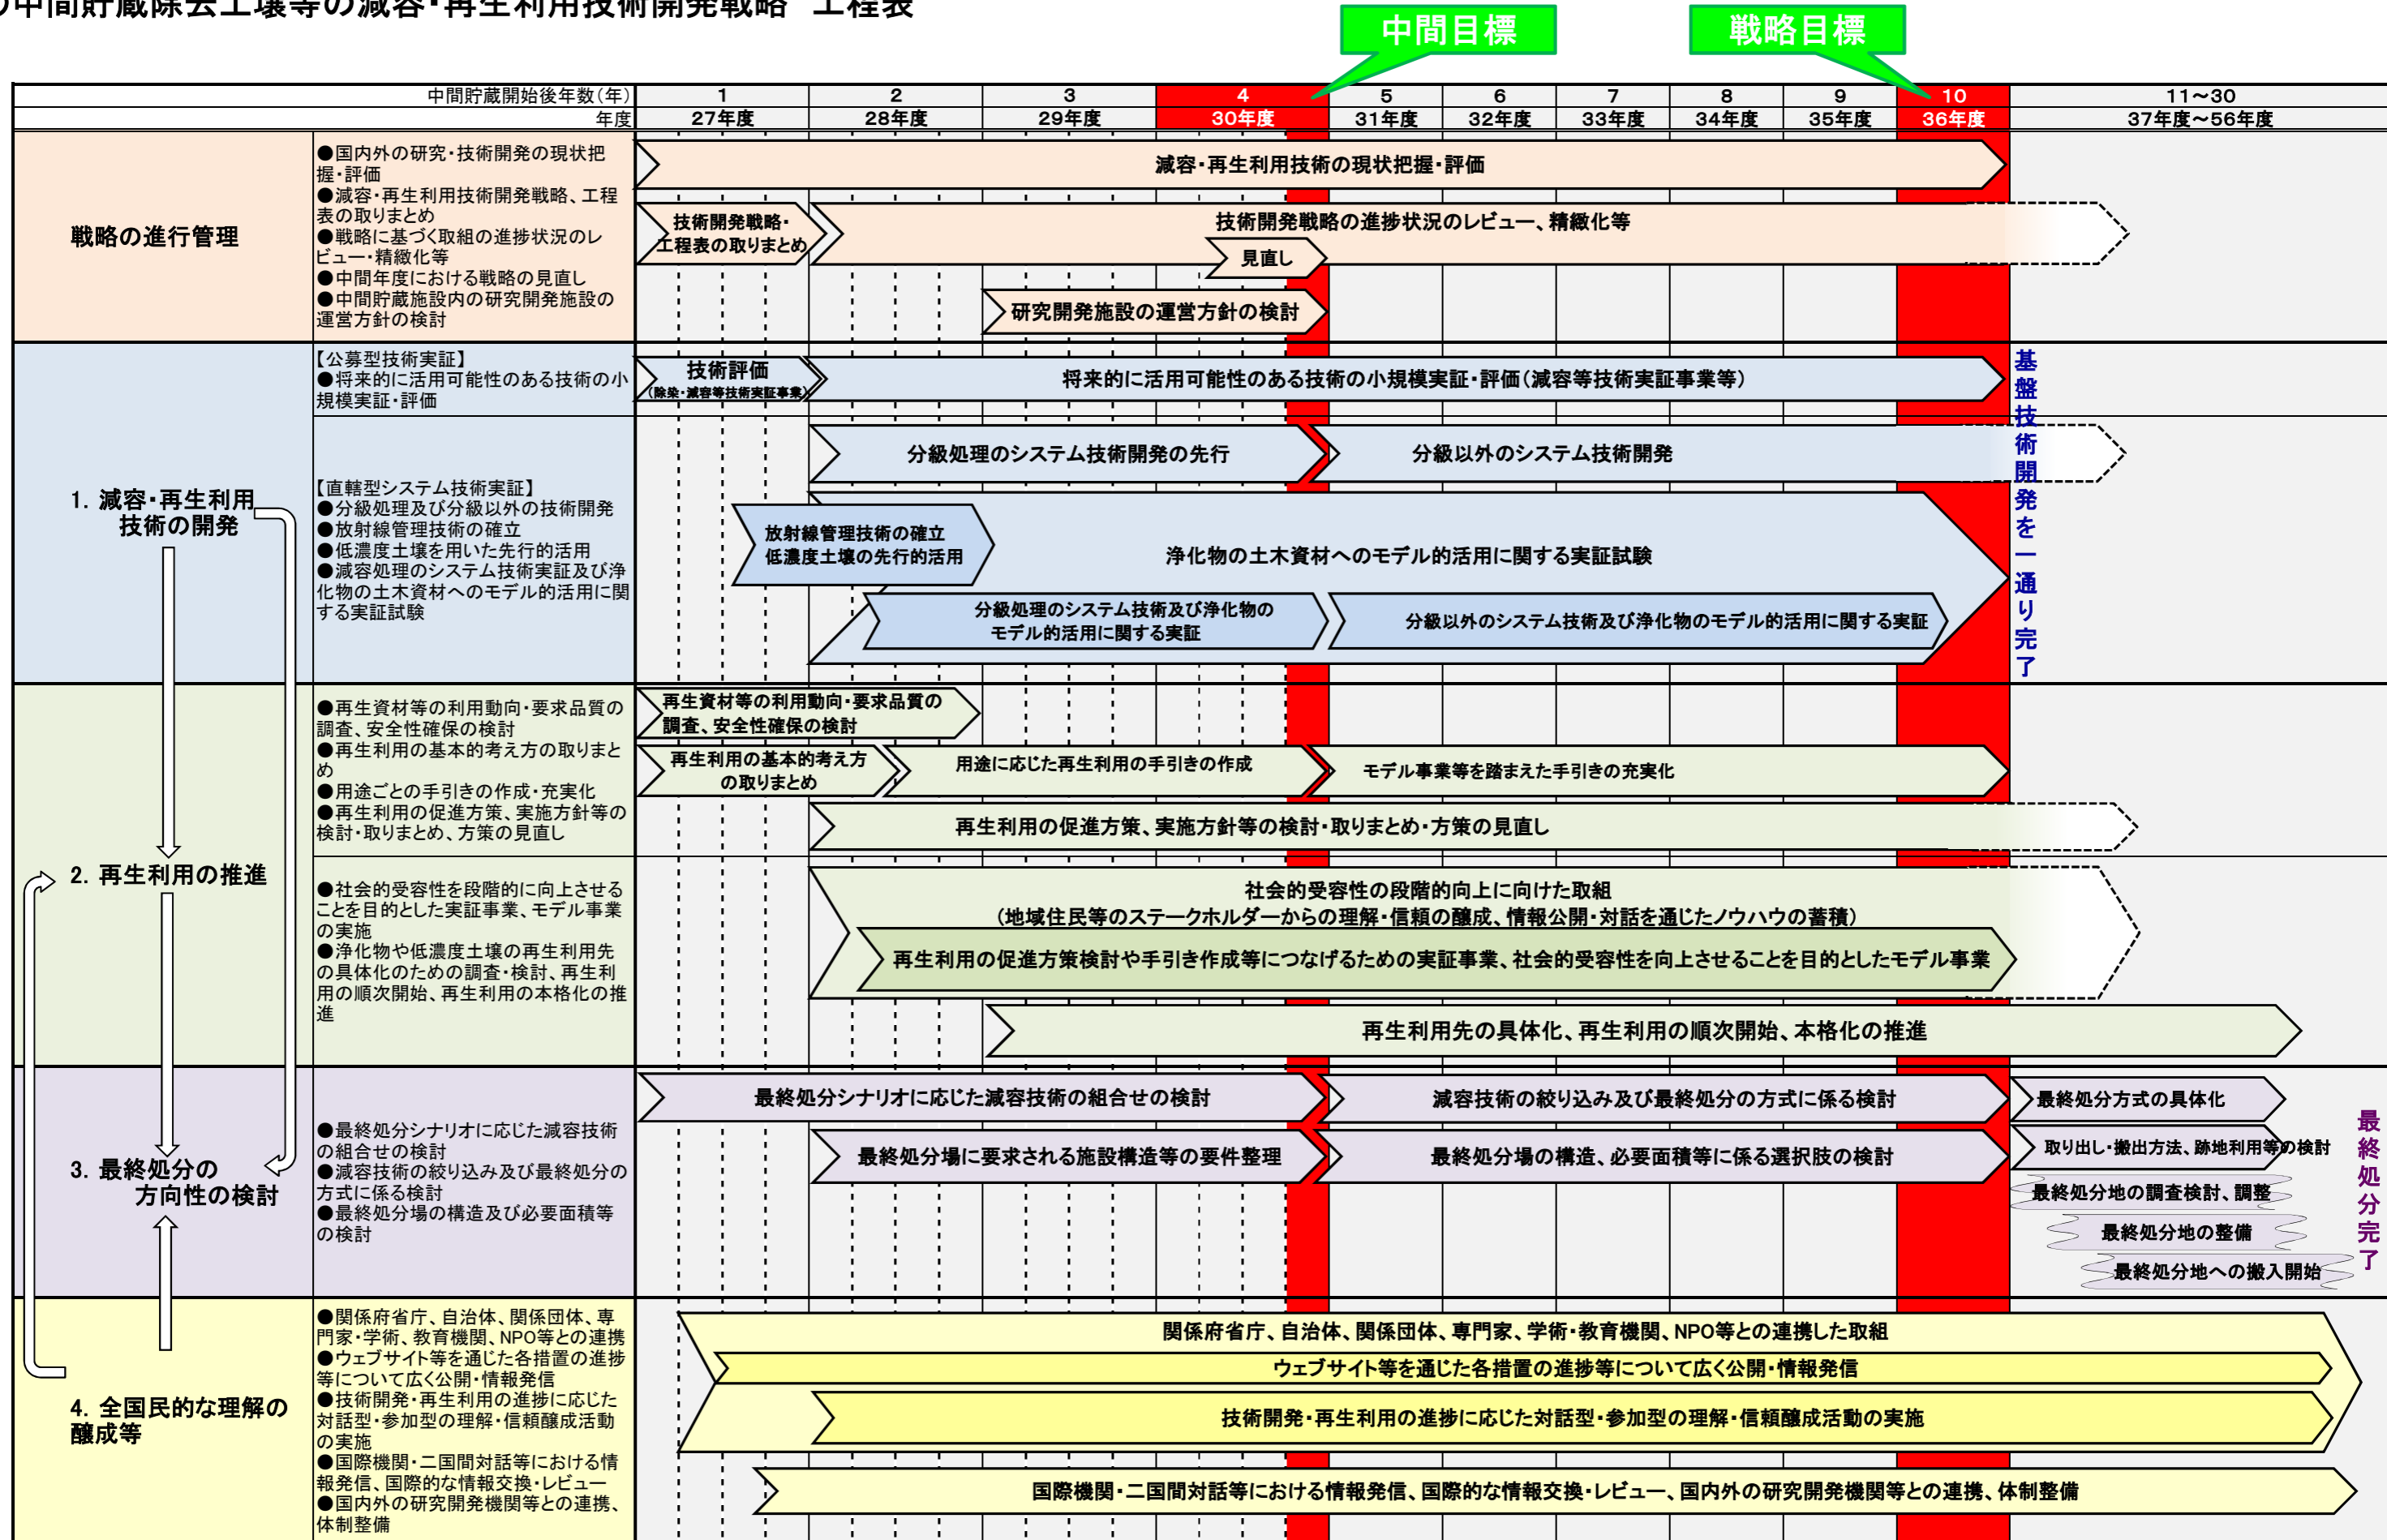 の中間貯蔵除去土壌等の減容・再生利用技術開発戦略 工程表
中間目標
戦略目標
中間貯蔵開始後年数（年）
1
2
3
4
5
6
7
8
9
10
11～30
年度
27年度
28年度
29年度
30年度
31年度
32年度
33年度
34年度
35年度
36年度
37年度～56年度
戦略の進行管理
●国内外の研究・技術開発の現状把
握・評価
●減容・再生利用技術開発戦略、工程
表の取りまとめ
●戦略に基づく取組の進捗状況のレ
ビュー・精緻化等
●中間年度における戦略の見直し
●中間貯蔵施設内の研究開発施設の
運営方針の検討
減容・再生利用技術の現状把握・評価
技術開発戦略・
工程表の取りまとめ
技術開発戦略の進捗状況のレビュー、精緻化等
見直し
研究開発施設の運営方針の検討
1．減容・再生利用
技術の開発
【公募型技術実証】
●将来的に活用可能性のある技術の小
規模実証・評価
技術評価
（除染・減容等技術実証事業）
将来的に活用可能性のある技術の小規模実証・評価（減容等技術実証事業等）
【直轄型システム技術実証】
●分級処理及び分級以外の技術開発
●放射線管理技術の確立
●低濃度土壌を用いた先行的活用
●減容処理のシステム技術実証及び浄
化物の土木資材へのモデル的活用に関
する実証試験
分級処理のシステム技術開発の先行
分級以外のシステム技術開発
放射線管理技術の確立
低濃度土壌の先行的活用
浄化物の土木資材へのモデル的活用に関する実証試験
分級処理のシステム技術及び浄化物の
モデル的活用に関する実証
分級以外のシステム技術及び浄化物のモデル的活用に関する実証
基盤技術開発を一通り完了
2．再生利用の推進
●再生資材等の利用動向・要求品質の
調査、安全性確保の検討
●再生利用の基本的考え方の取りまと
め
●用途ごとの手引きの作成・充実化
●再生利用の促進方策、実施方針等の
検討・取りまとめ、方策の見直し
再生資材等の利用動向・要求品質の
調査、安全性確保の検討
再生利用の基本的考え方
の取りまとめ
用途に応じた再生利用の手引きの作成
モデル事業等を踏まえた手引きの充実化
再生利用の促進方策、実施方針等の検討・取りまとめ・方策の見直し
●社会的受容性を段階的に向上させる
ことを目的とした実証事業、モデル事業
の実施
●浄化物や低濃度土壌の再生利用先
の具体化のための調査・検討、再生利
用の順次開始、再生利用の本格化の推
進
社会的受容性の段階的向上に向けた取組
（地域住民等のステークホルダーからの理解・信頼の醸成、情報公開・対話を通じたノウハウの蓄積）
再生利用の促進方策検討や手引き作成等につなげるための実証事業、社会的受容性を向上させることを目的としたモデル事業
再生利用先の具体化、再生利用の順次開始、本格化の推進
3．最終処分の
方向性の検討
●最終処分シナリオに応じた減容技術
の組合せの検討
●減容技術の絞り込み及び最終処分の
方式に係る検討
●最終処分場の構造及び必要面積等
の検討
最終処分シナリオに応じた減容技術の組合せの検討
減容技術の絞り込み及び最終処分の方式に係る検討
最終処分方式の具体化
最終処分場に要求される施設構造等の要件整理
最終処分場の構造、必要面積等に係る選択肢の検討
取り出し・搬出方法、跡地利用等の検討
最終処分地の調査検討、調整
最終処分地の整備
最終処分地への搬入開始
最終処分完了
4．全国民的な理解の
醸成等
●関係府省庁、自治体、関係団体、専
門家・学術、教育機関、NPO等との連携
●ウェブサイト等を通じた各措置の進捗
等について広く公開・情報発信
●技術開発・再生利用の進捗に応じた
対話型・参加型の理解・信頼醸成活動
の実施
●国際機関・二国間対話等における情
報発信、国際的な情報交換・レビュー
●国内外の研究開発機関等との連携、
体制整備
関係府省庁、自治体、関係団体、専門家、学術・教育機関、NPO等との連携した取組
ウェブサイト等を通じた各措置の進捗等について広く公開・情報発信
技術開発・再生利用の進捗に応じた対話型・参加型の理解・信頼醸成活動の実施
国際機関・二国間対話等における情報発信、国際的な情報交換・レビュー、国内外の研究開発機関等との連携、体制整備